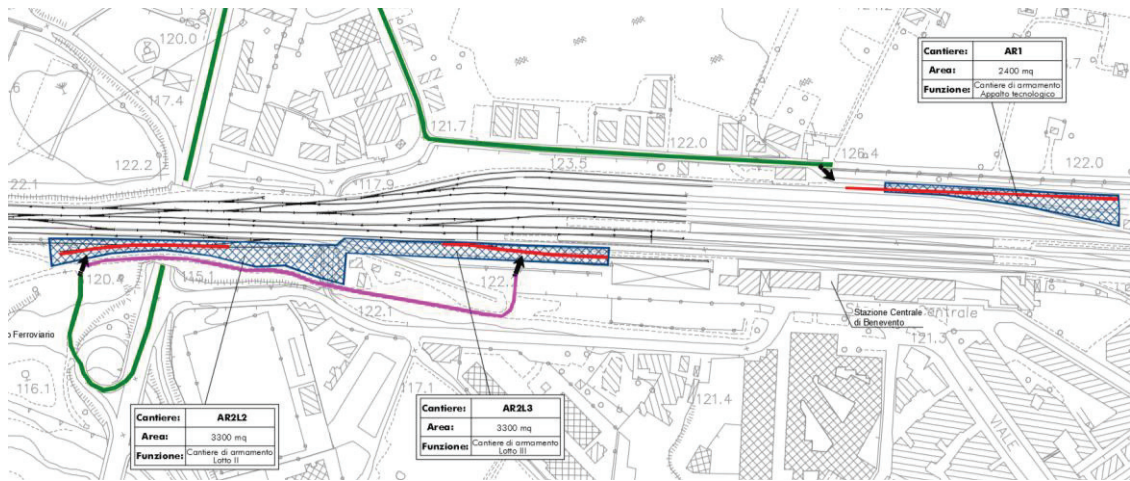 120.0
8
117.4
122.2
122.1
121.7
123.5
122.0
117.9
126.4
122.0
Cantiere: AR1
Area: 2400 mq
Funzione: Cantiere di armamento
Appalto tecnologico
120.4
115.1
122.1
Stazione Centrale
di Benevento
121.3
o Ferroviario
116.1
117.1
121.4
VIALE
Cantiere: AR2L2
Area: 3300 mq
Funzione: Cantiere di armamento
Lotto II
Cantiere: AR2L3
Area: 3300 mq
Funzione: Cantiere di armamento
Lotto III